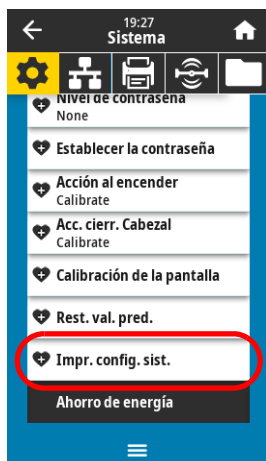 19:27
Sistema
Nivel de contraseña
None
Establecer la contraseña
Acción al encender
Calibrate
Acc. cierr. Cabezal
Calibrate
Calibración de la pantalla
Rest. val. pred.
Impr. config. sist.
Ahorro de energía